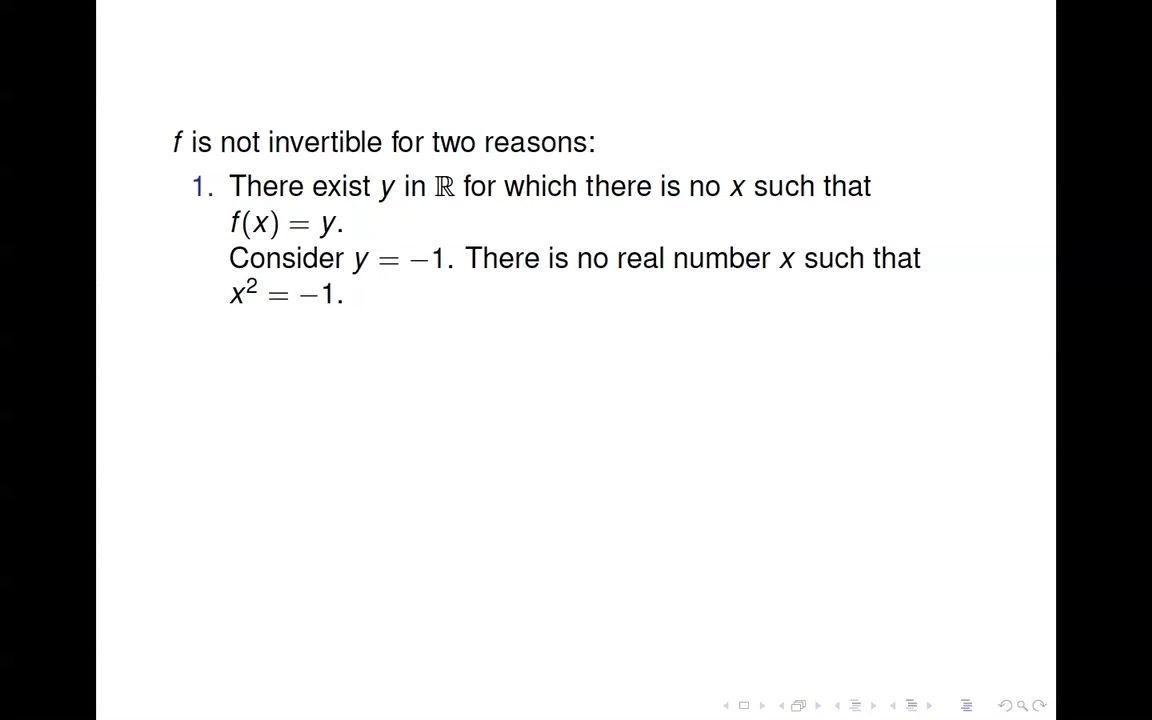 f is not invertible for two reasons:
1. There exist y in ℝ for which there is no x such that
f(x) = y.
Consider y = −1. There is no real number x such that
x² = −1.